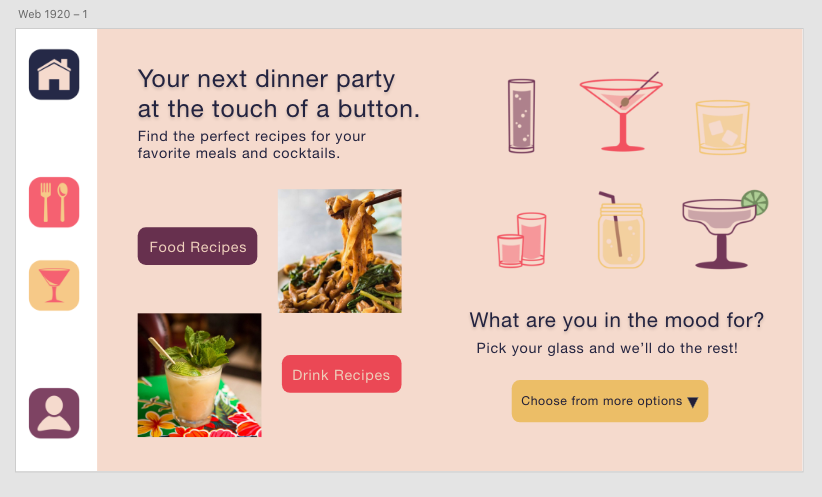 Web 1920 – 1
Your next dinner party
at the touch of a button.
Find the perfect recipes for your
favorite meals and cocktails.
Food Recipes
Drink Recipes
What are you in the mood for?
Pick your glass and we’ll do the rest!
Choose from more options ▼